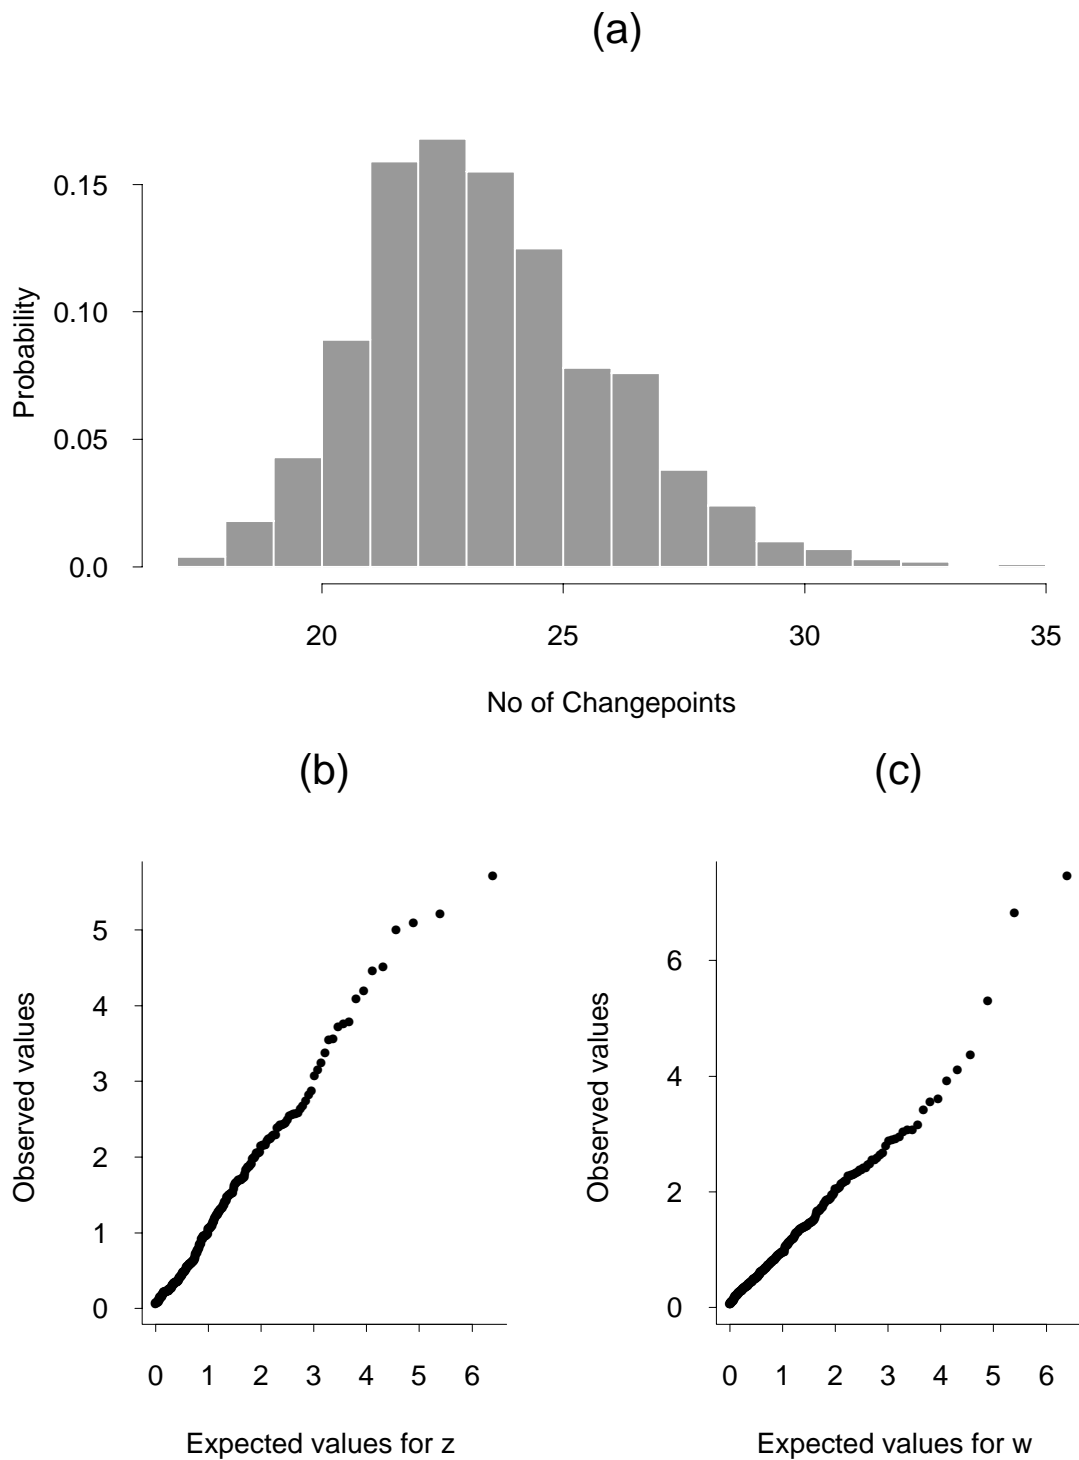 (a)
0.15
0.10
0.05
0.0
Probability
20 25 30 35
No of Changepoints
(b)
5
4
3
2
1
0
Observed values
0 1 2 3 4 5 6
Expected values for z
(c)
6
4
2
0
Observed values
0 1 2 3 4 5 6
Expected values for w